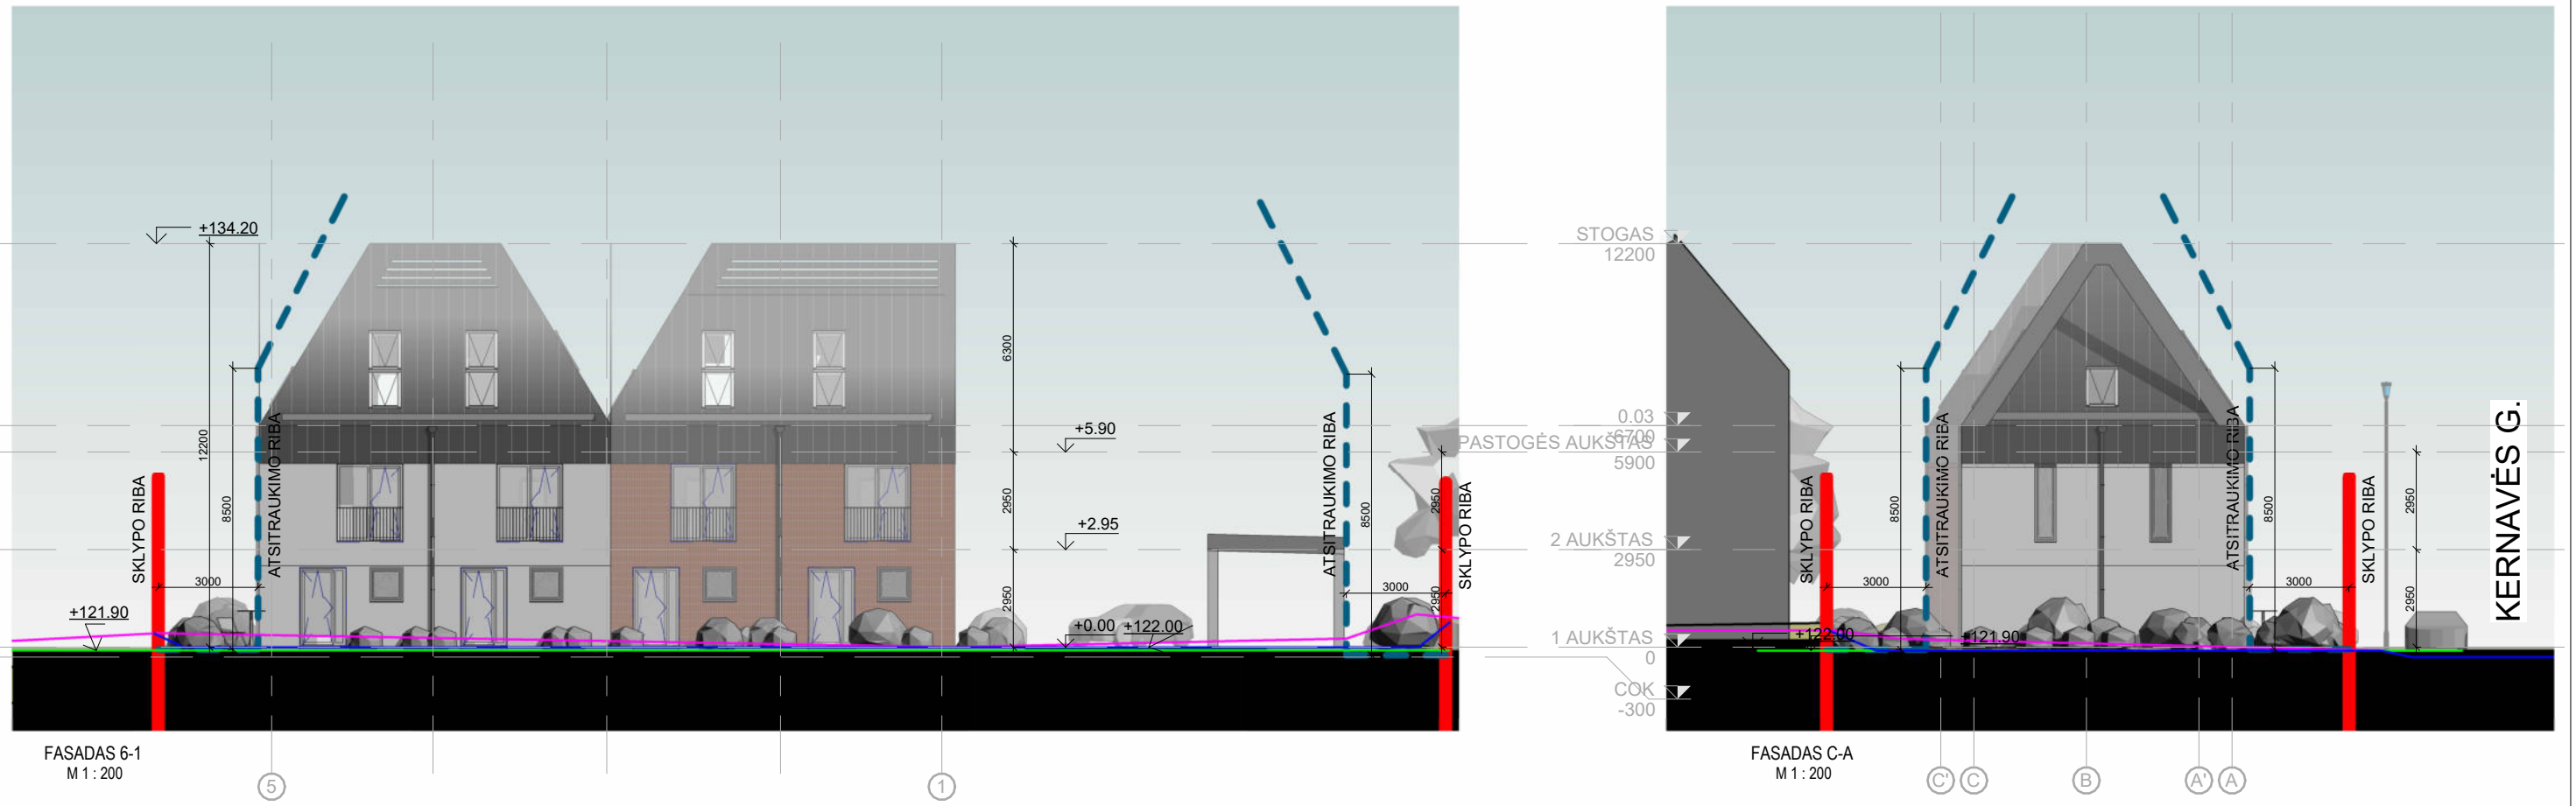 +134.20
12200
8500
SKLYPO RIBA
3000
ATSITRAUKIMO RIBA
+121.90
6300
2950
2950
+5.90
+2.95
+0.00
+122.00
ATSITRAUKIMO RIBA
8500
3000
2950
2950
SKLYPO RIBA
FASADAS 6-1
M 1 : 200
5
1
STOGAS
12200
0.03
6700
PASTOGĖS AUKŠTAS
5900
2 AUKŠTAS
2950
1 AUKŠTAS
0
COK
-300
SKLYPO RIBA
3000
8500
ATSITRAUKIMO RIBA
+122.00
+121.90
ATSITRAUKIMO RIBA
8500
3000
SKLYPO RIBA
2950
2950
KERNAVĖS G.
FASADAS C-A
M 1 : 200
C'
C
B
A'
A